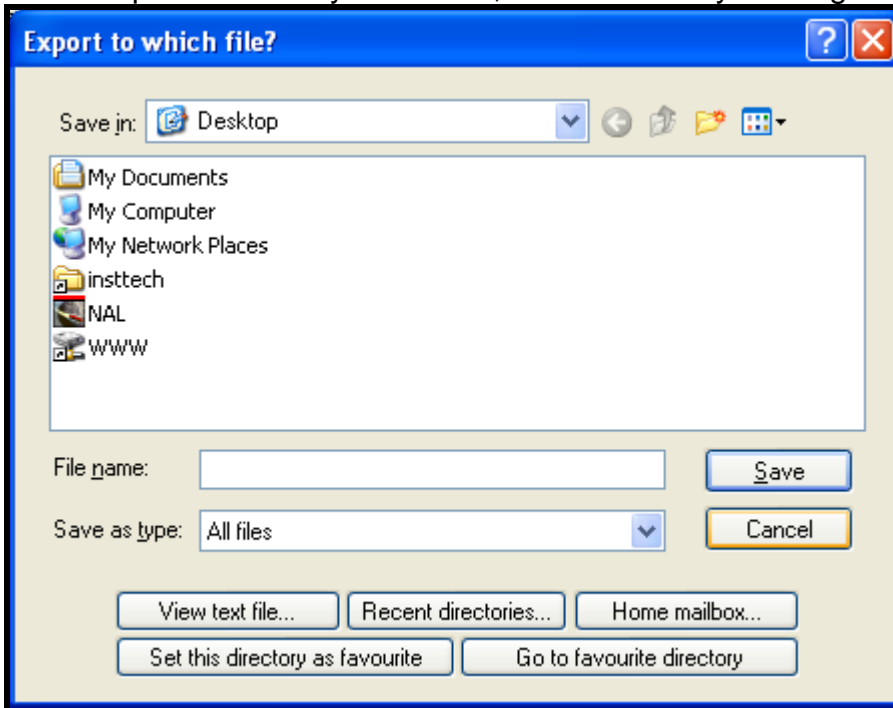 Export to which file?
Save in: Desktop
My Documents
My Computer
My Network Places
insttech
NAL
WWW
File name:
Save
Save as type: All files
Cancel
View text file... Recent directories... Home mailbox...
Set this directory as favourite Go to favourite directory